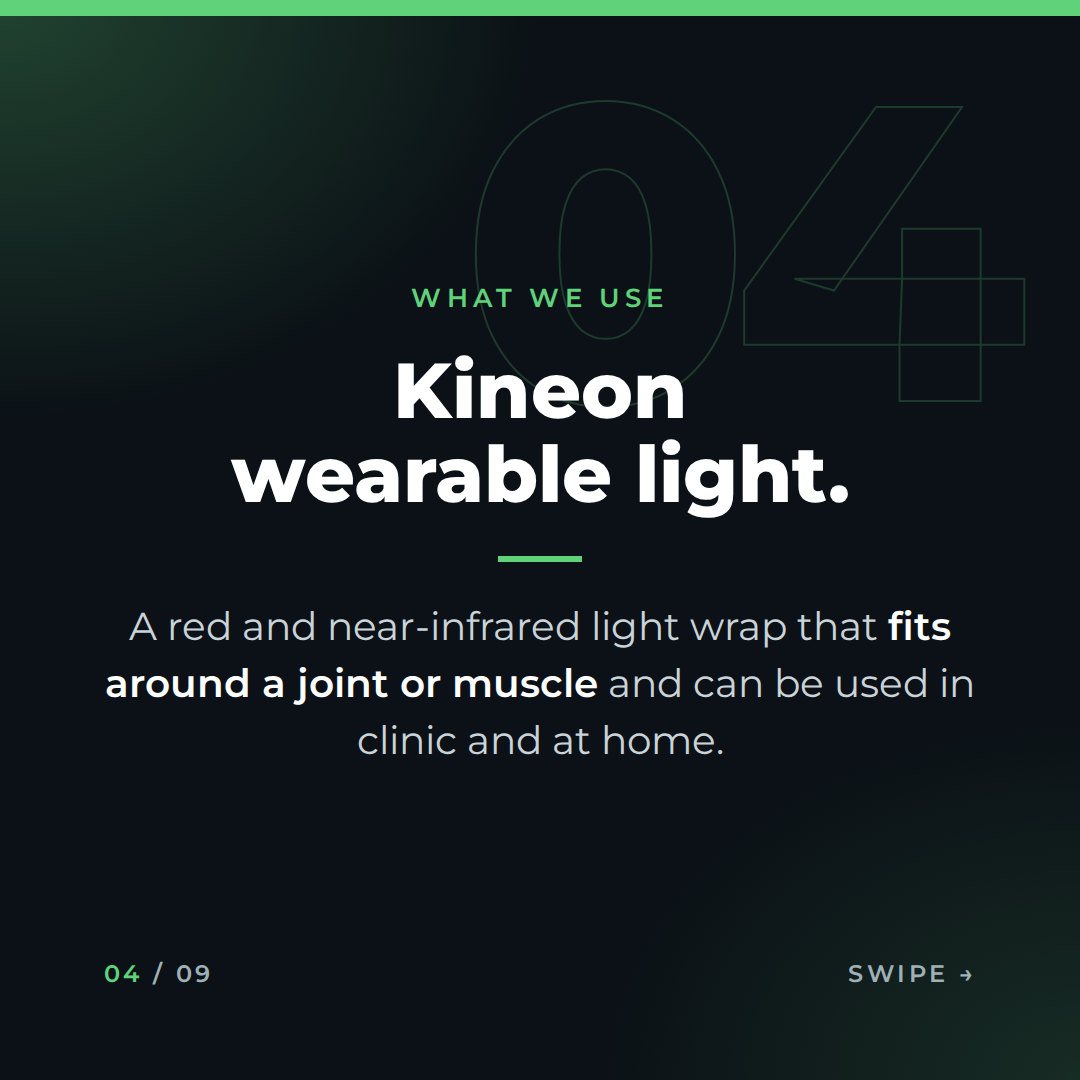 04
WHAT WE USE
Kineon
wearable light.
A red and near-infrared light wrap that fits
around a joint or muscle and can be used in
clinic and at home.
04 / 09
SWIPE →